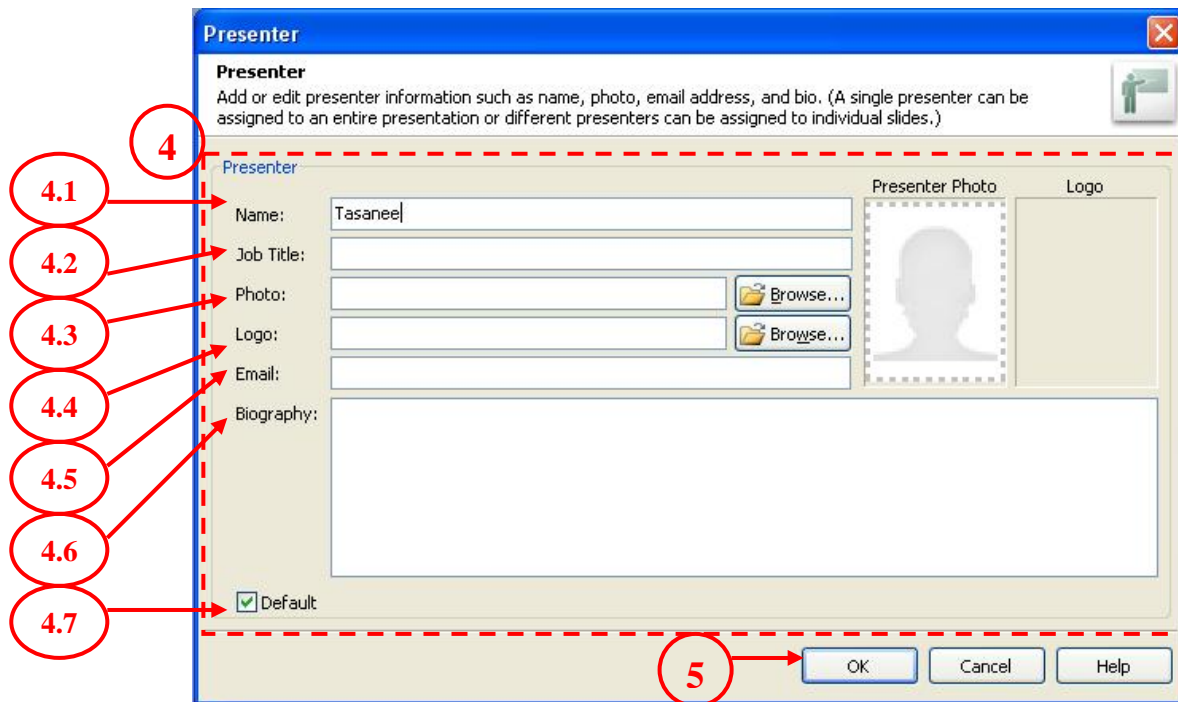 Presenter
Presenter
Add or edit presenter information such as name, photo, email address, and bio. (A single presenter can be
assigned to an entire presentation or different presenters can be assigned to individual slides.)
4
Presenter
Presenter Photo
Logo
4.1
Name:
Tasanee
4.2
Job Title:
4.3
Photo:
Browse...
4.4
Logo:
Browse...
4.5
Email:
4.6
Biography:
4.7
Default
5
OK
Cancel
Help